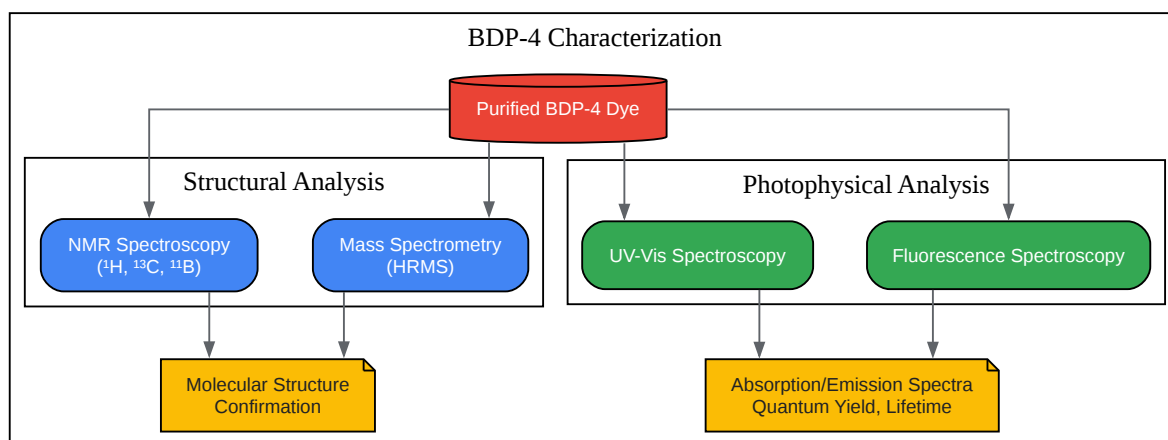 BDP-4 Characterization
Purified BDP-4 Dye
Structural Analysis
Photophysical Analysis
NMR Spectroscopy
(¹H, ¹³C, ¹¹B)
Mass Spectrometry
(HRMS)
UV-Vis Spectroscopy
Fluorescence Spectroscopy
Molecular Structure
Confirmation
Absorption/Emission Spectra
Quantum Yield, Lifetime